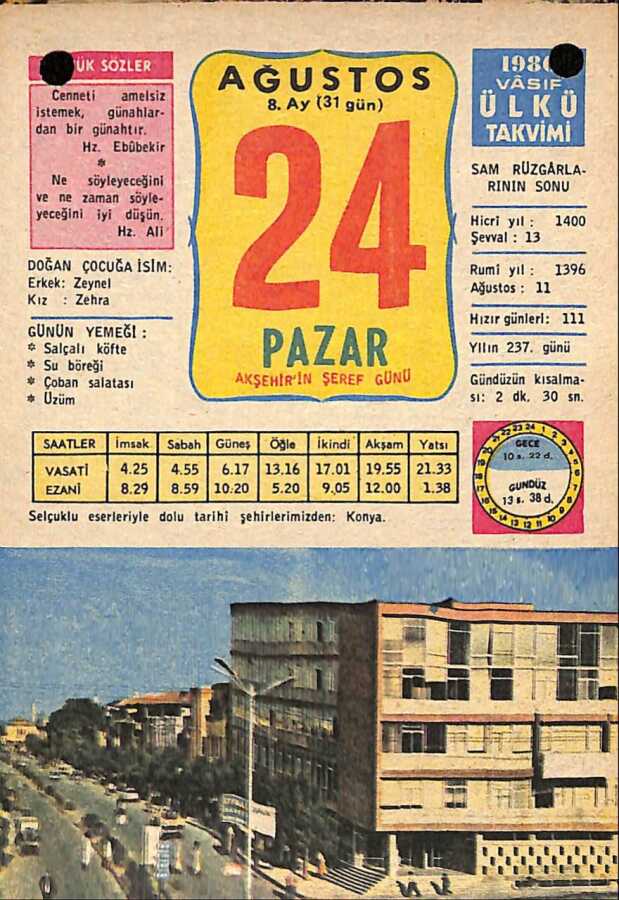 ÜK SÖZLER
Cenneti amelsiz
istemek, günahlar-
dan bir günahtır.
Hz. Ebûbekir
*
Ne söyleyeceğini
ve ne zaman söyle-
yeceğini iyi düşün.
Hz. Ali
DOĞAN ÇOCUĞA İSİM:
Erkek: Zeynel
Kız : Zehra
GÜNÜN YEMEĞİ :
* Salçalı köfte
* Su böreği
* Çoban salatası
* Üzüm
AĞUSTOS
8. Ay (31 gün)
24
PAZAR
AKŞEHİR'İN ŞEREF GÜNÜ
1980
VÂSIF
ÜLKÜ
TAKVİMİ
SAM RÜZGÂRLA-
RININ SONU
Hicrî yıl : 1400
Şevval : 13
Rumî yıl : 1396
Ağustos : 11
Hızır günleri: 111
Yılın 237. günü
Gündüzün kısalma-
sı: 2 dk. 30 sn.
SAATLER İmsak Sabah Güneş Öğle İkindi Akşam Yatsı
VASATİ 4.25 4.55 6.17 13.16 17.01 19.55 21.33
EZANİ 8.29 8.59 10.20 5.20 9.05 12.00 1.38
GECE
10 s. 22 d.
GÜNDÜZ
13 s. 38 d.
Selçuklu eserleriyle dolu tarihî şehirlerimizden: Konya.